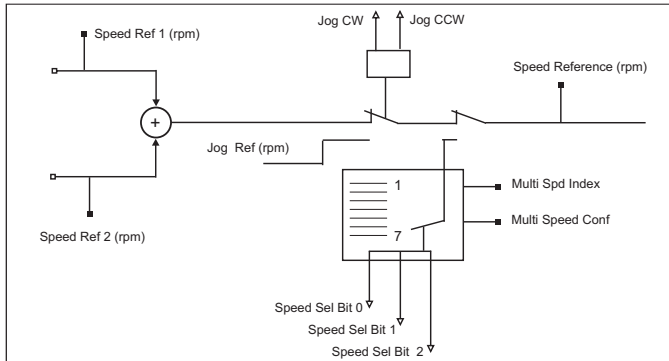 Jog CW
Jog CCW
Speed Ref 1 (rpm)
Speed Reference (rpm)
+
Jog Ref (rpm)
1
Multi Spd Index
Multi Speed Conf
7
Speed Ref 2 (rpm)
Speed Sel Bit 0
Speed Sel Bit 1
Speed Sel Bit 2